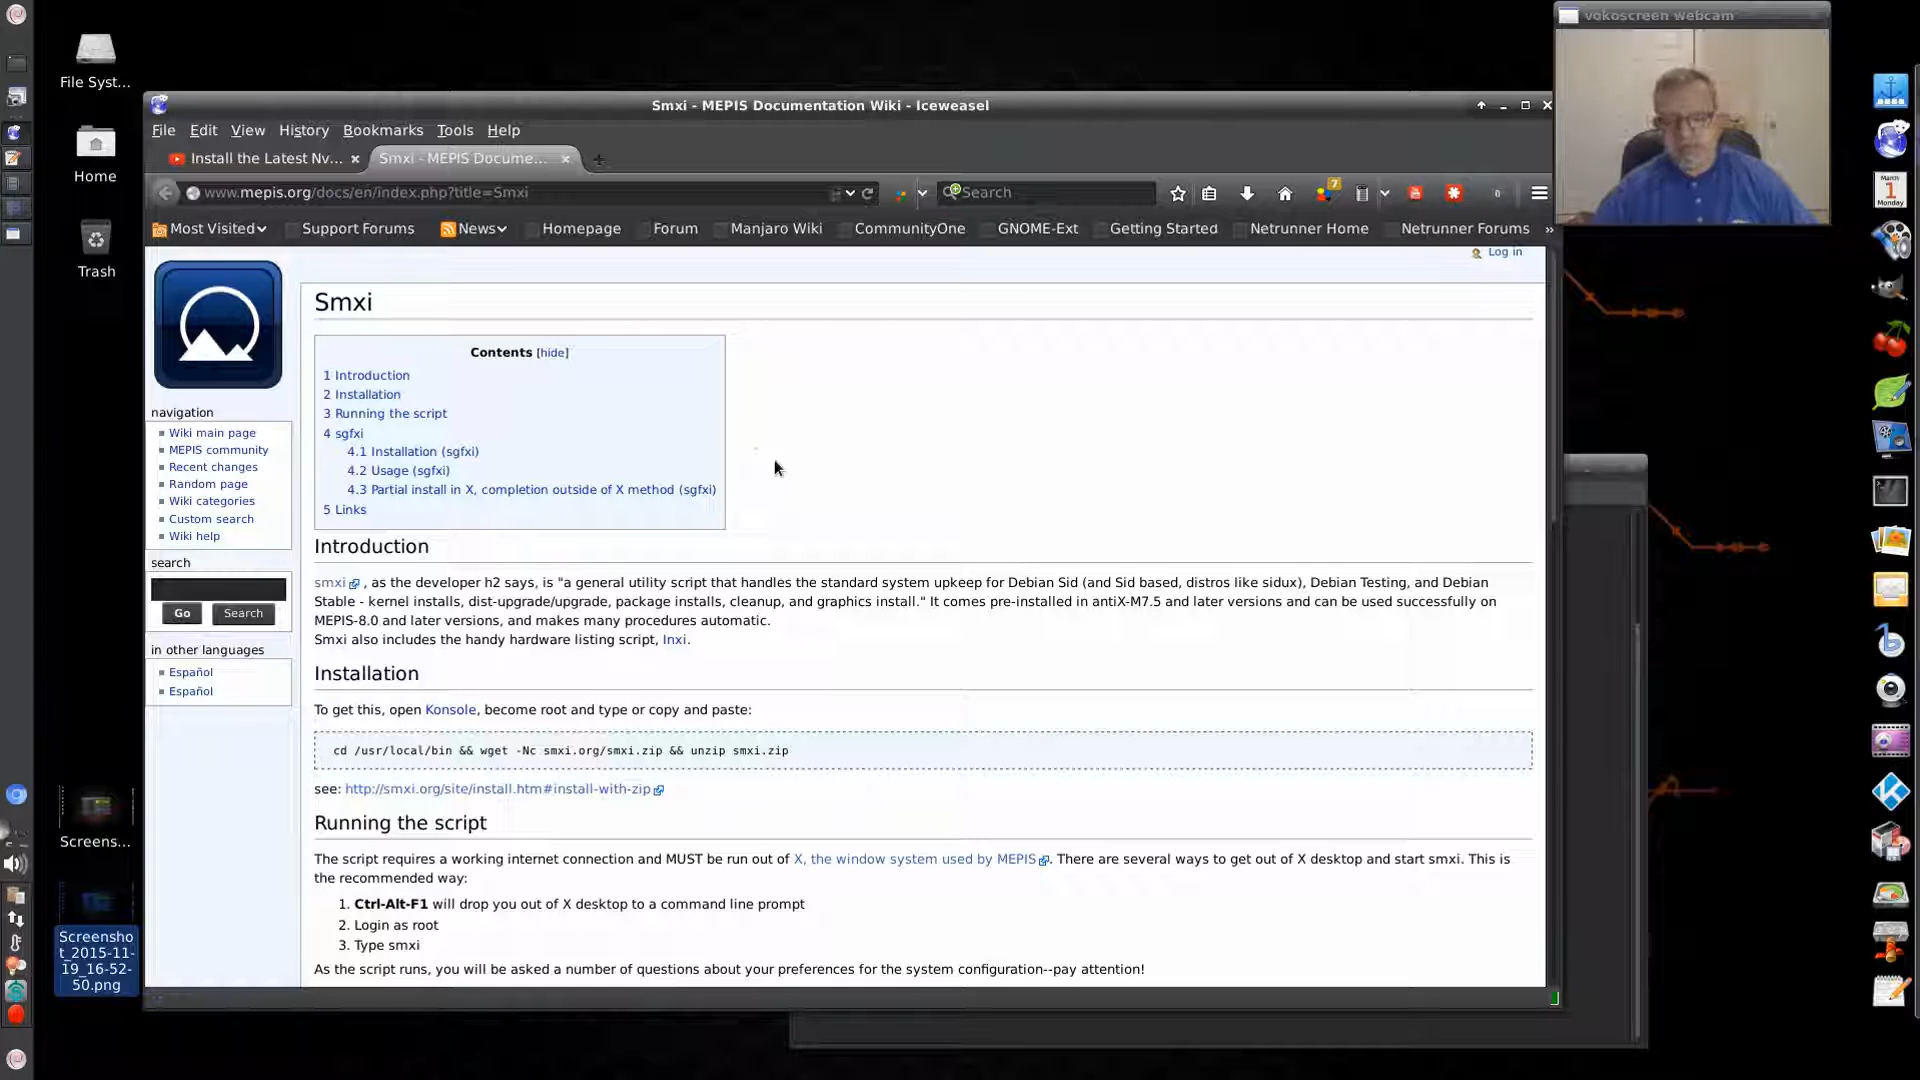 vokoscreen webcam
File Syst...
Home
Trash
Screens...
Screensho
t_2015-11-
19_16-52-
50.png
Smxi - MEPIS Documentation Wiki - Iceweasel
File Edit View History Bookmarks Tools Help
Install the Latest Nv...
Smxi - MEPIS Docume...
www.mepis.org/docs/en/index.php?title=Smxi
Search
7
0
Most Visited
Support Forums
News
Homepage
Forum
Manjaro Wiki
CommunityOne
GNOME-Ext
Getting Started
Netrunner Home
Netrunner Forums
»
Log in
navigation
Wiki main page
MEPIS community
Recent changes
Random page
Wiki categories
Custom search
Wiki help
search
Go Search
in other languages
Español
Español
Smxi
Contents [hide]
1 Introduction
2 Installation
3 Running the script
4 sgfxi
4.1 Installation (sgfxi)
4.2 Usage (sgfxi)
4.3 Partial install in X, completion outside of X method (sgfxi)
5 Links
Introduction
smxi , as the developer h2 says, is "a general utility script that handles the standard system upkeep for Debian Sid (and Sid based, distros like sidux), Debian Testing, and Debian
Stable - kernel installs, dist-upgrade/upgrade, package installs, cleanup, and graphics install." It comes pre-installed in antiX-M7.5 and later versions and can be used successfully on
MEPIS-8.0 and later versions, and makes many procedures automatic.
Smxi also includes the handy hardware listing script, Inxi.
Installation
To get this, open Konsole, become root and type or copy and paste:
cd /usr/local/bin && wget -Nc smxi.org/smxi.zip && unzip smxi.zip
see: http://smxi.org/site/install.htm#install-with-zip
Running the script
The script requires a working internet connection and MUST be run out of X, the window system used by MEPIS. There are several ways to get out of X desktop and start smxi. This is
the recommended way:
1. Ctrl-Alt-F1 will drop you out of X desktop to a command line prompt
2. Login as root
3. Type smxi
As the script runs, you will be asked a number of questions about your preferences for the system configuration--pay attention!
March
1
Monday